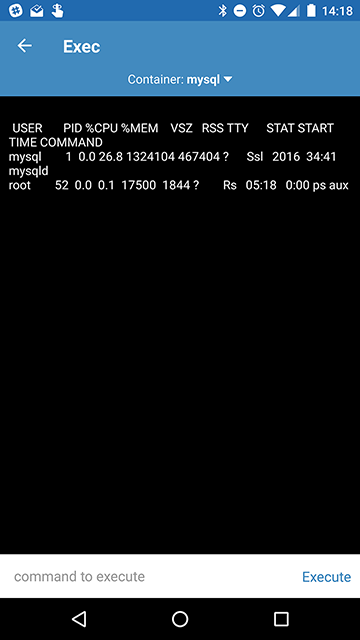 14:18
Exec
Container: mysql
USER PID %CPU %MEM VSZ RSS TTY STAT START
TIME COMMAND
mysql 1 0.0 26.8 1324104 467404 ? Ssl 2016 34:41
mysqld
root 52 0.0 0.1 17500 1844 ? Rs 05:18 0:00 ps aux
command to execute
Execute